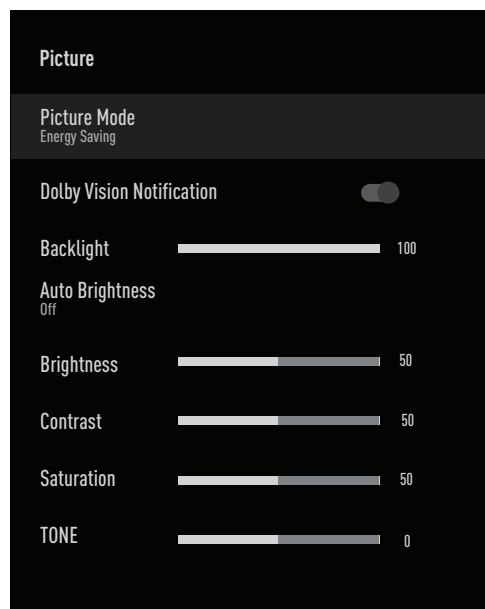 Picture
Picture Mode
Energy Saving
Dolby Vision Notification
Backlight 100
Auto Brightness
Off
Brightness 50
Contrast 50
Saturation 50
TONE 0